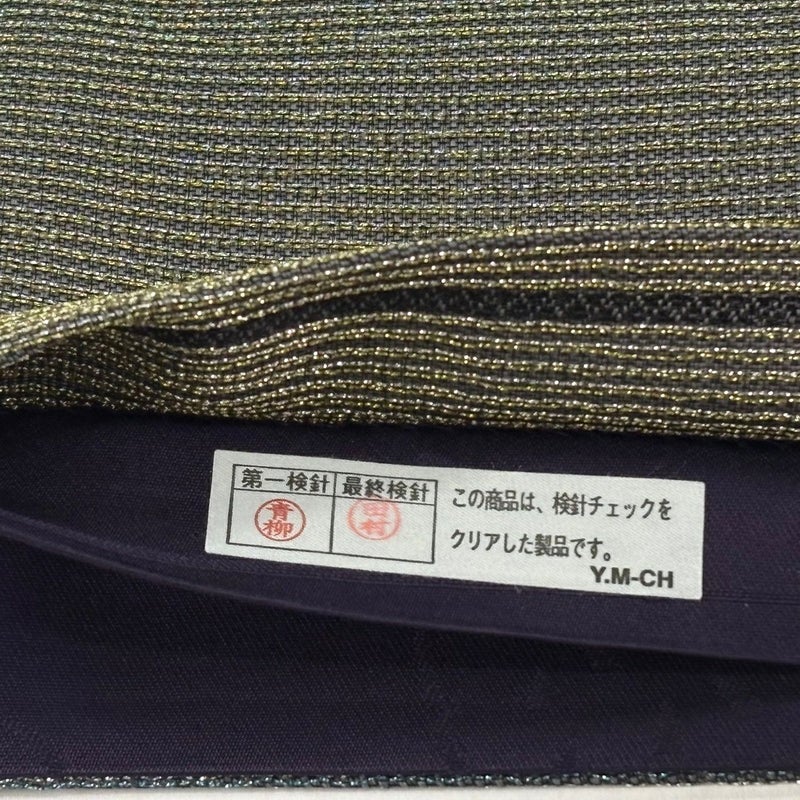 第一検針 最終検針
青柳 田村
この商品は、検針チェックを
クリアした製品です。
Y.M-CH